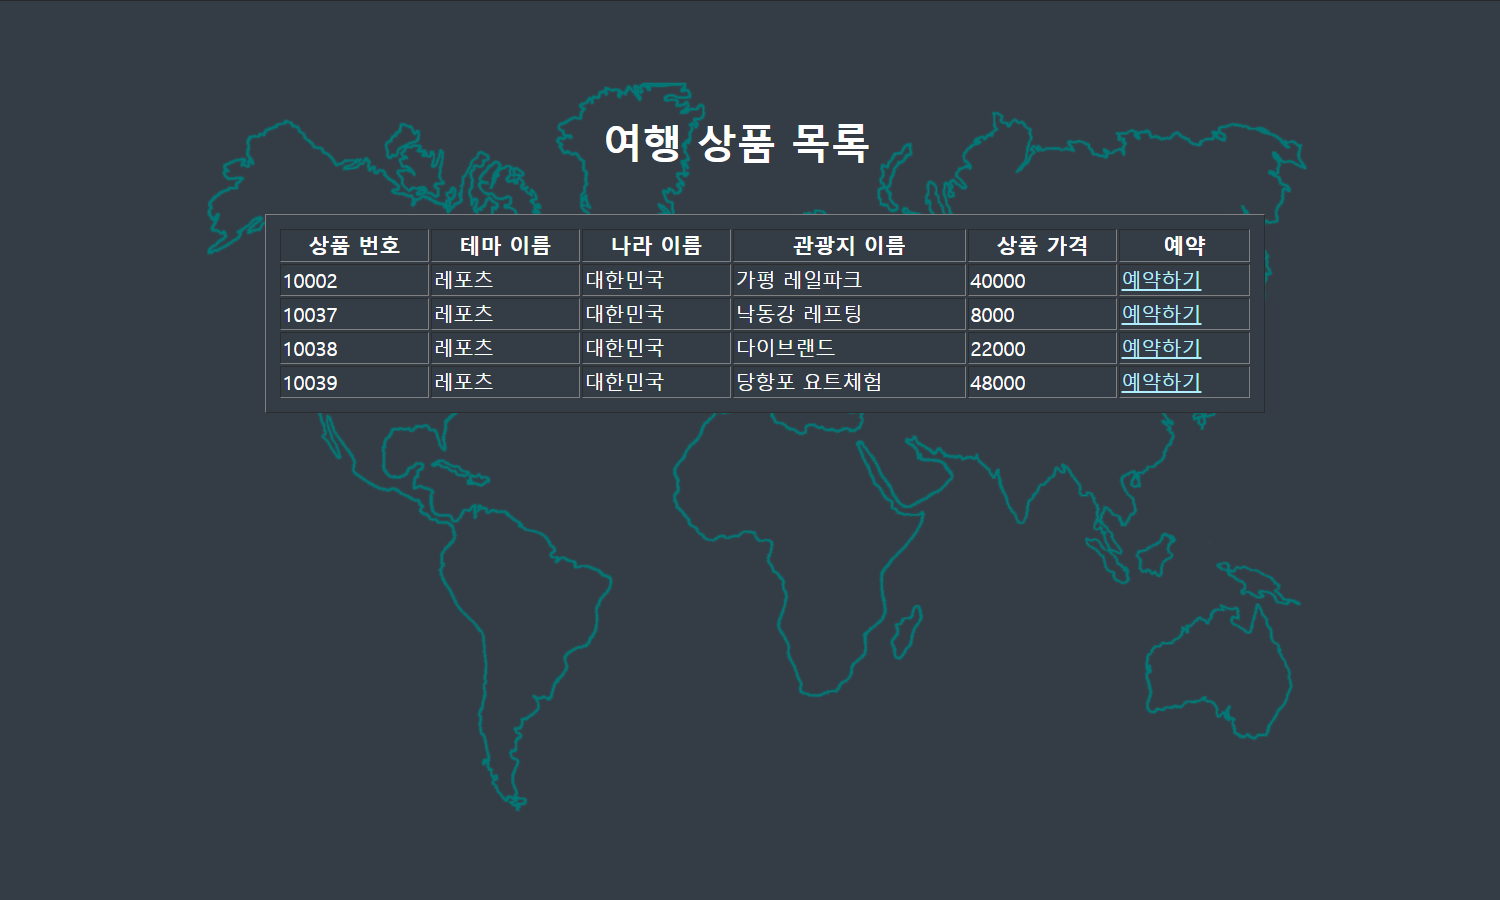 여행 상품 목록
상품 번호 테마 이름 나라 이름 관광지 이름 상품 가격 예약
10002 레포츠 대한민국 가평 레일파크 40000 예약하기
10037 레포츠 대한민국 낙동강 레프팅 8000 예약하기
10038 레포츠 대한민국 다이브랜드 22000 예약하기
10039 레포츠 대한민국 당항포 요트체험 48000 예약하기